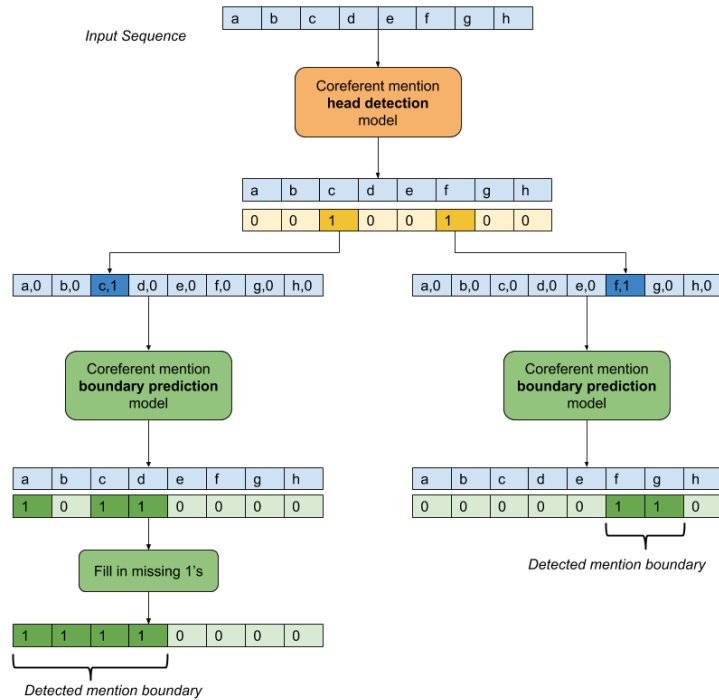 Input Sequence
a b c d e f g h
Coreferent mention
head detection
model
a b c d e f g h
0 0 1 0 0 1 0 0
a,0 b,0 c,1 d,0 e,0 f,0 g,0 h,0
a,0 b,0 c,0 d,0 e,0 f,1 g,0 h,0
Coreferent mention
boundary prediction
model
Coreferent mention
boundary prediction
model
a b c d e f g h
1 0 1 1 0 0 0 0
a b c d e f g h
0 0 0 0 0 1 1 0
Detected mention boundary
Fill in missing 1's
1 1 1 1 0 0 0 0
Detected mention boundary